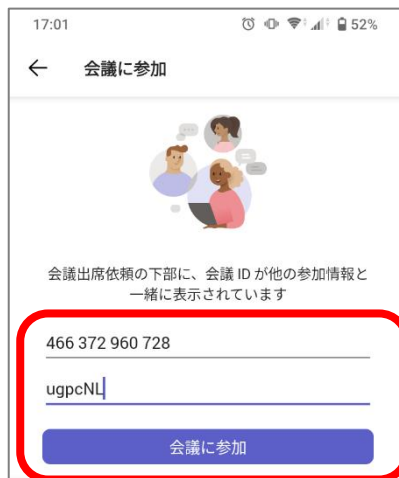 17:01 52%
← 会議に参加
会議出席依頼の下部に、会議 ID が他の参加情報と
一緒に表示されています
466 372 960 728
ugpcNL
会議に参加